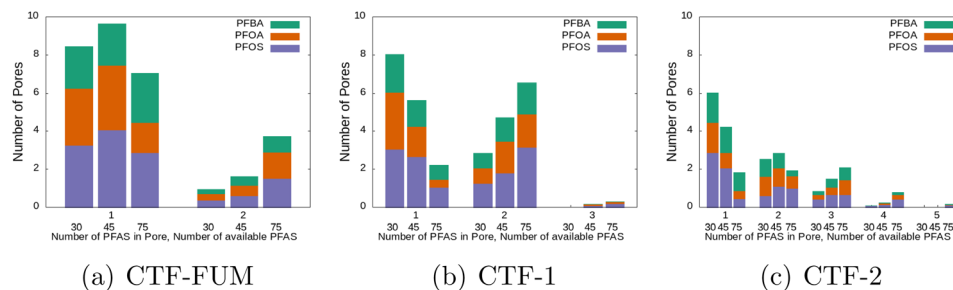 Number of Pores
10
8
6
4
2
0
PFBA
PFOA
PFOS
30 45 75 30 45 75
1 2
Number of PFAS in Pore, Number of available PFAS
(a) CTF-FUM
Number of Pores
10
8
6
4
2
0
PFBA
PFOA
PFOS
1 2 3
30 45 75 30 45 75 30 45 75
Number of PFAS in Pore, Number of available PFAS
(b) CTF-1
Number of Pores
10
8
6
4
2
0
PFBA
PFOA
PFOS
1 2 3 4 5
30 45 75 30 45 75 30 45 75 30 45 75 30 45 75
Number of PFAS in Pore, Number of available PFAS
(c) CTF-2